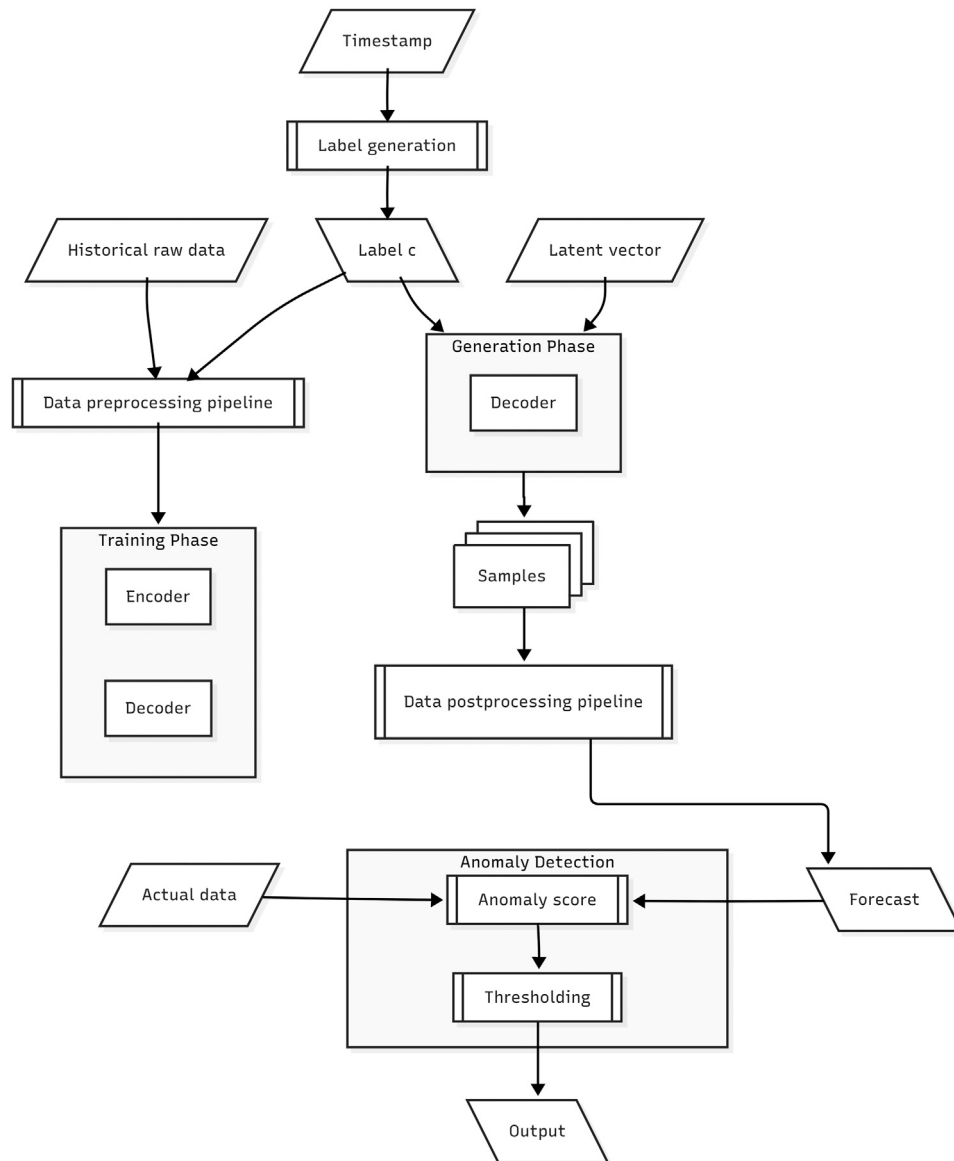 Timestamp
Label generation
Historical raw data
Label c
Latent vector
Generation Phase
Decoder
Data preprocessing pipeline
Training Phase
Encoder
Decoder
Samples
Data postprocessing pipeline
Anomaly Detection
Actual data
Anomaly score
Forecast
Thresholding
Output